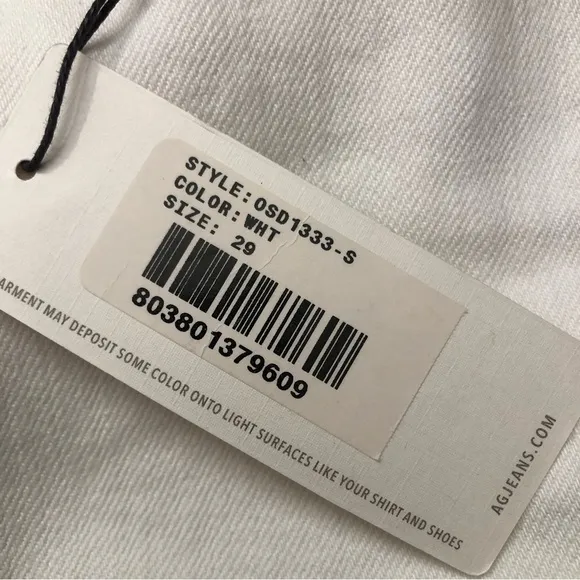 STYLE: OSD1333-S
COLOR: WHT
SIZE: 29
803801379609
ARMENT MAY DEPOSIT SOME COLOR ONTO LIGHT SURFACES LIKE YOUR SHIRT AND SHOES
AGJEANS.COM